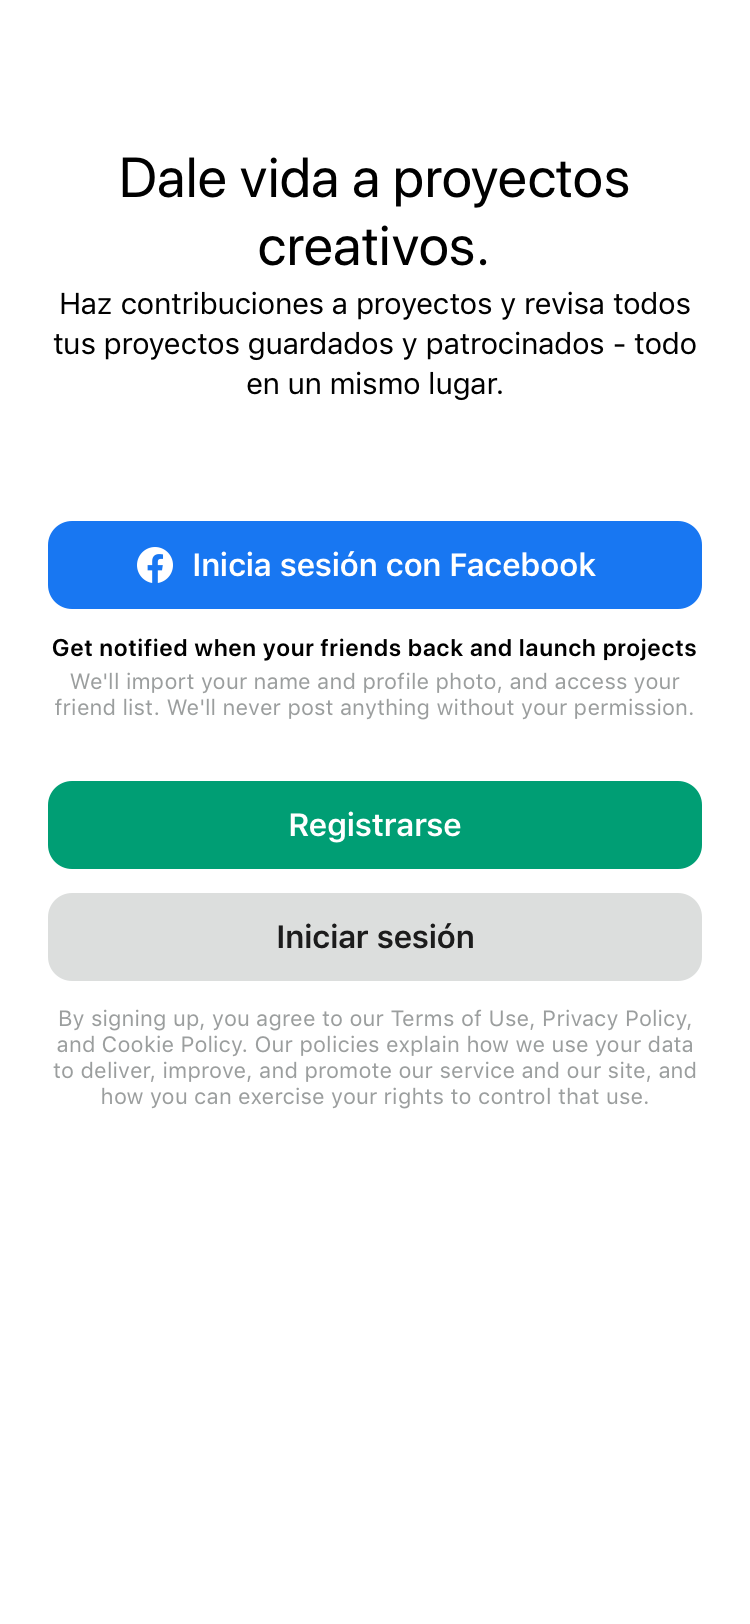 Dale vida a proyectos
creativos.
Haz contribuciones a proyectos y revisa todos
tus proyectos guardados y patrocinados - todo
en un mismo lugar.
Inicia sesión con Facebook
Get notified when your friends back and launch projects
We'll import your name and profile photo, and access your
friend list. We'll never post anything without your permission.
Registrarse
Iniciar sesión
By signing up, you agree to our Terms of Use, Privacy Policy,
and Cookie Policy. Our policies explain how we use your data
to deliver, improve, and promote our service and our site, and
how you can exercise your rights to control that use.